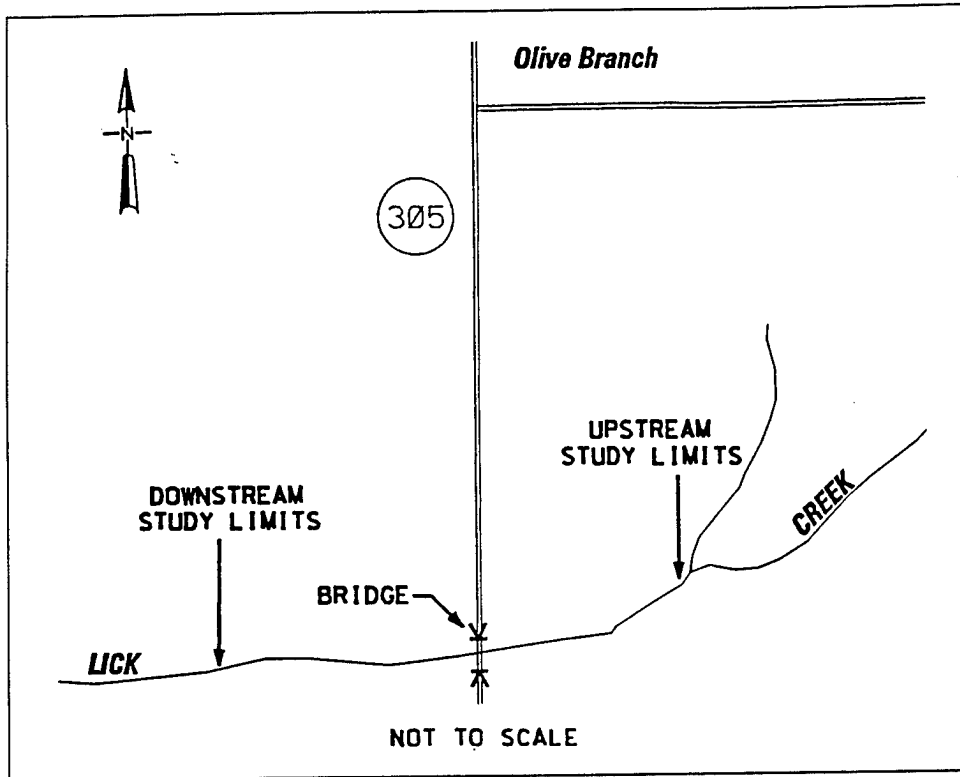 Olive Branch
N
305
UPSTREAM
STUDY LIMITS
DOWNSTREAM
STUDY LIMITS
CREEK
BRIDGE
LICK
NOT TO SCALE